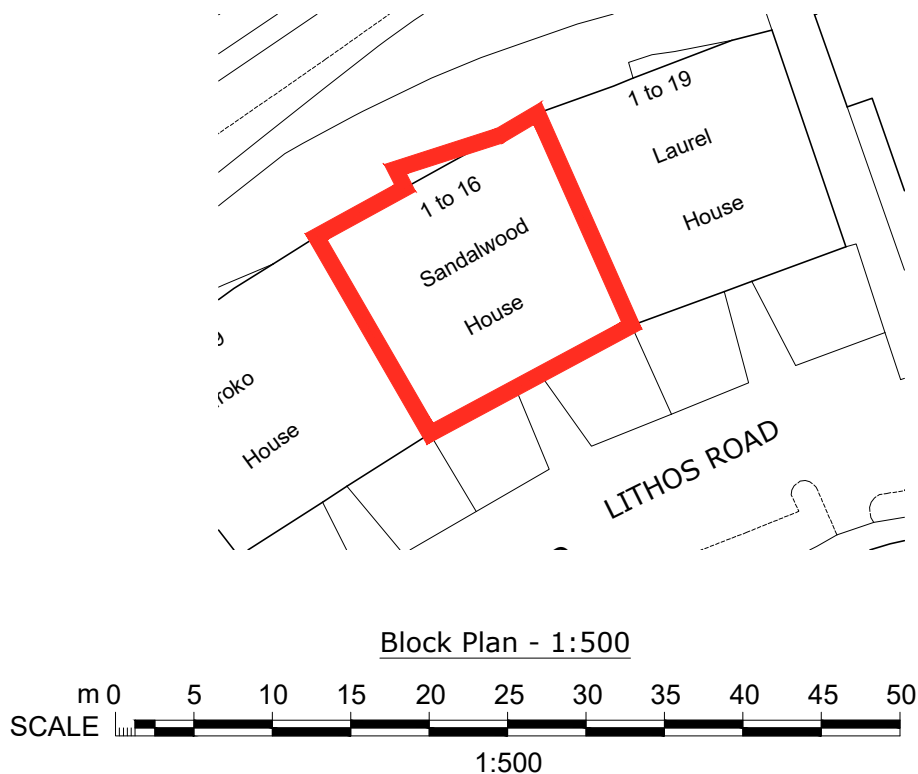 1 to 19
Laurel
House
1 to 16
Sandalwood
House
House
LITHOS ROAD
Block Plan - 1:500
m 0 5 10 15 20 25 30 35 40 45 50
SCALE
1:500